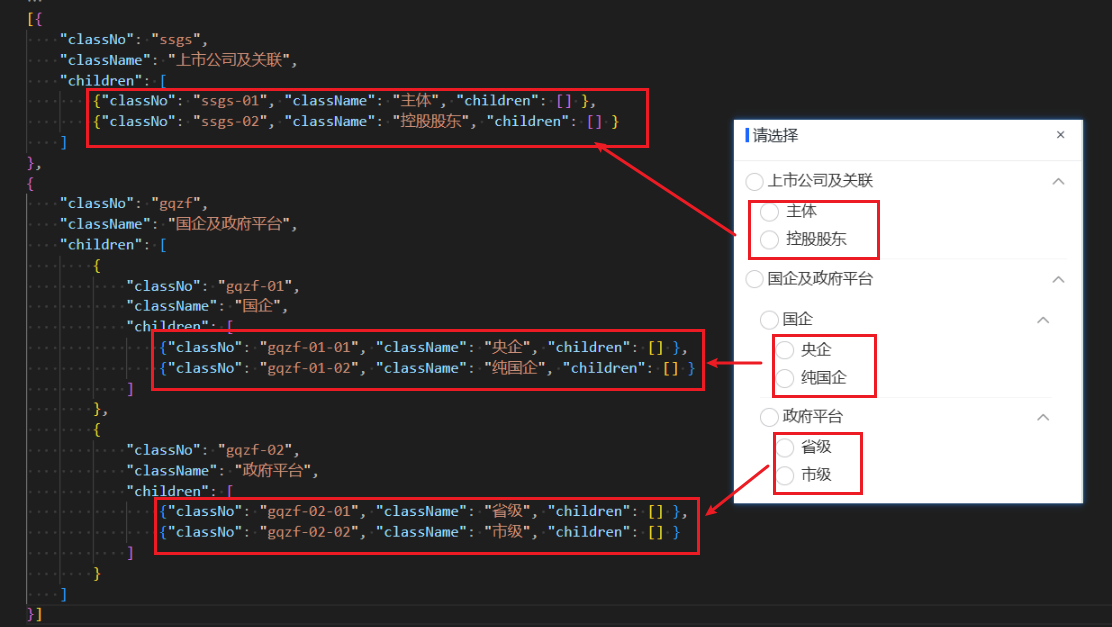 [{
"classNo": "ssgs",
"className": "上市公司及关联",
"children": [
{"classNo": "ssgs-01", "className": "主体", "children": [] },
{"classNo": "ssgs-02", "className": "控股股东", "children": [] }
]
},
{
"classNo": "gqzf",
"className": "国企及政府平台",
"children": [
{
"classNo": "gqzf-01",
"className": "国企",
"children": [
{"classNo": "gqzf-01-01", "className": "央企", "children": [] },
{"classNo": "gqzf-01-02", "className": "纯国企", "children": [] }
]
},
{
"classNo": "gqzf-02",
"className": "政府平台",
"children": [
{"classNo": "gqzf-02-01", "className": "省级", "children": [] },
{"classNo": "gqzf-02-02", "className": "市级", "children": [] }
]
}
]
}]
请选择
上市公司及关联
主体
控股股东
国企及政府平台
国企
央企
纯国企
政府平台
省级
市级